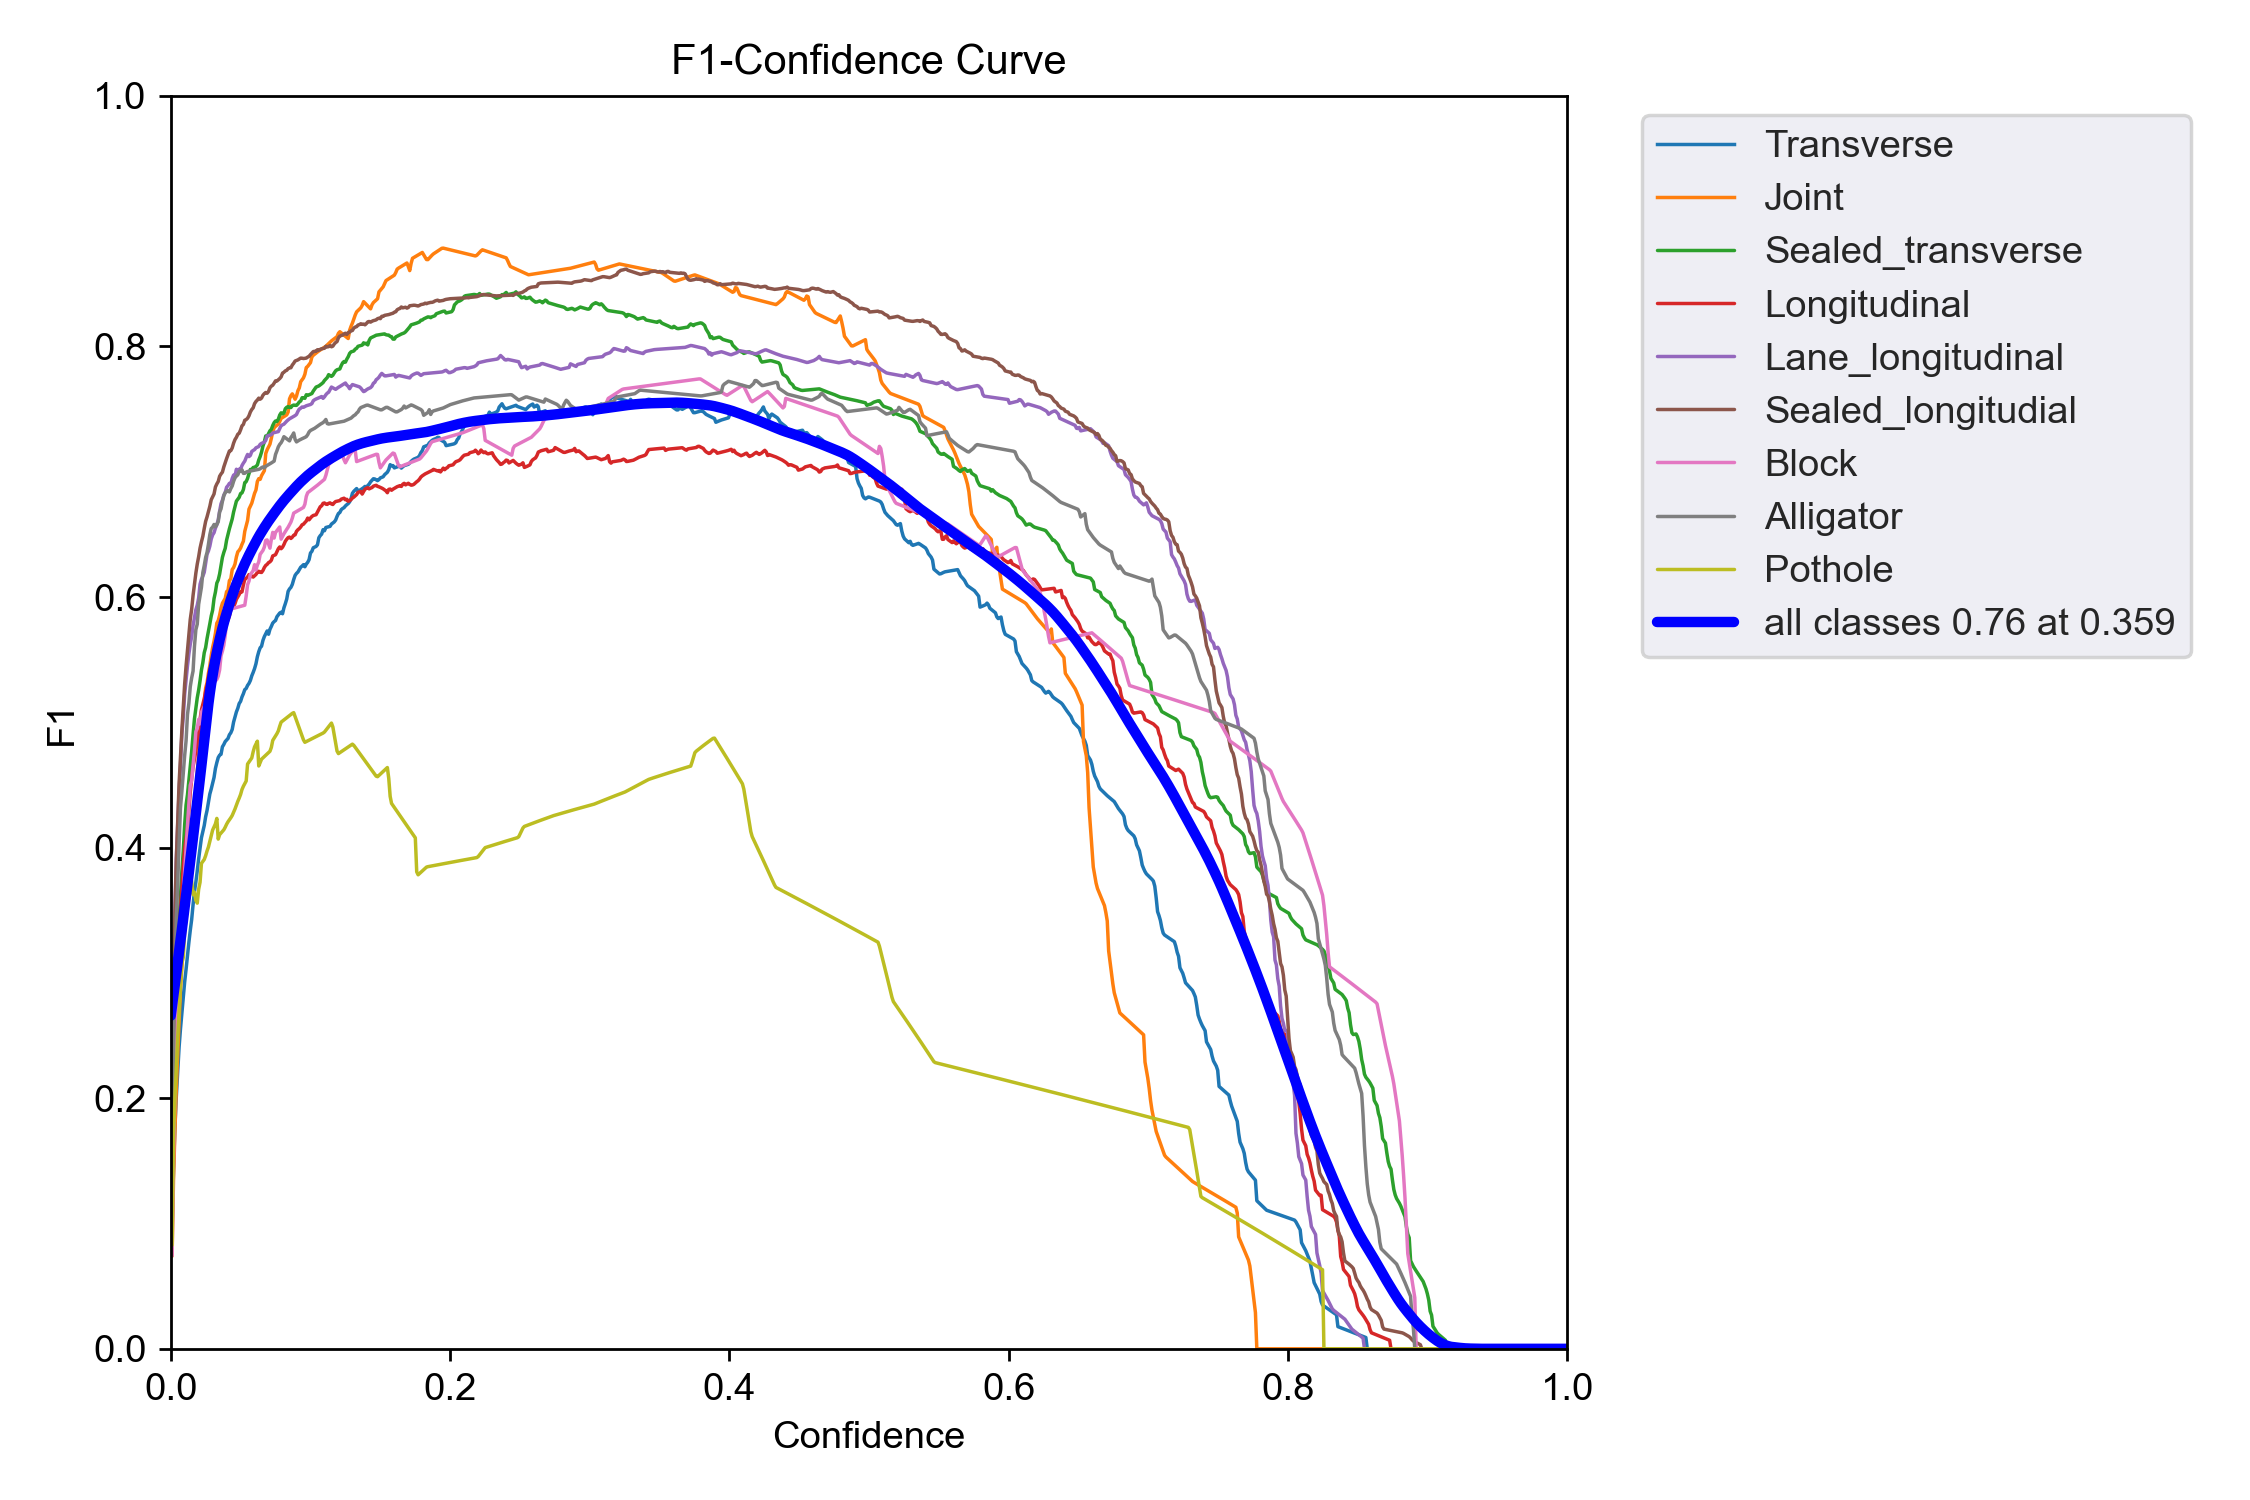 F1-Confidence Curve
1.0
0.8
0.6
0.4
0.2
0.0
F1
0.0 0.2 0.4 0.6 0.8 1.0
Confidence
Transverse
Joint
Sealed_transverse
Longitudinal
Lane_longitudinal
Sealed_longitudial
Block
Alligator
Pothole
all classes 0.76 at 0.359